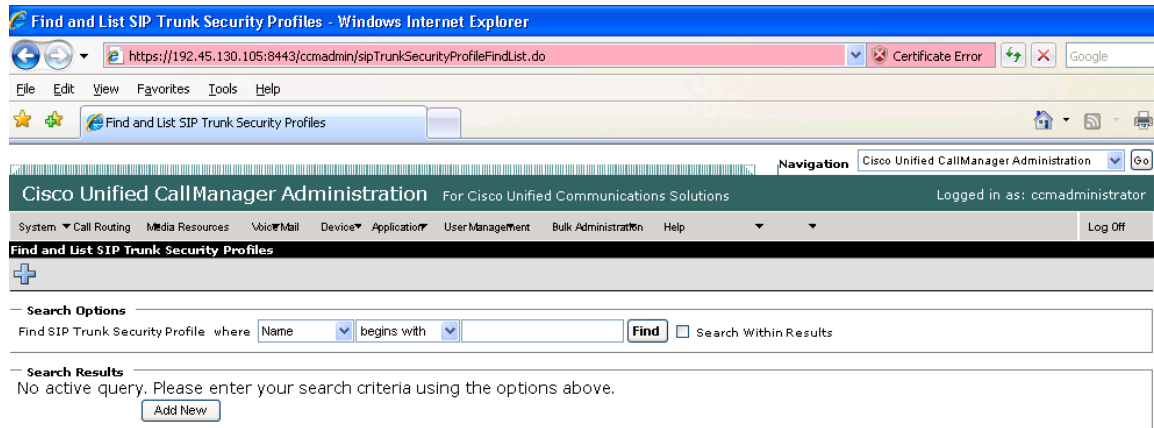 Find and List SIP Trunk Security Profiles - Windows Internet Explorer
https://192.45.130.105:8443/ccmadmin/sipTrunkSecurityProfileFindList.do Certificate Error Google
File Edit View Favorites Tools Help
Find and List SIP Trunk Security Profiles
Navigation Cisco Unified CallManager Administration Go
Cisco Unified CallManager Administration For Cisco Unified Communications Solutions Logged in as: ccmadministrator
System Call Routing Media Resources Voice Mail Device Application User Management Bulk Administration Help Log Off
Find and List SIP Trunk Security Profiles
Search Options
Find SIP Trunk Security Profile where Name begins with Find Search Within Results
Search Results
No active query. Please enter your search criteria using the options above.
Add New